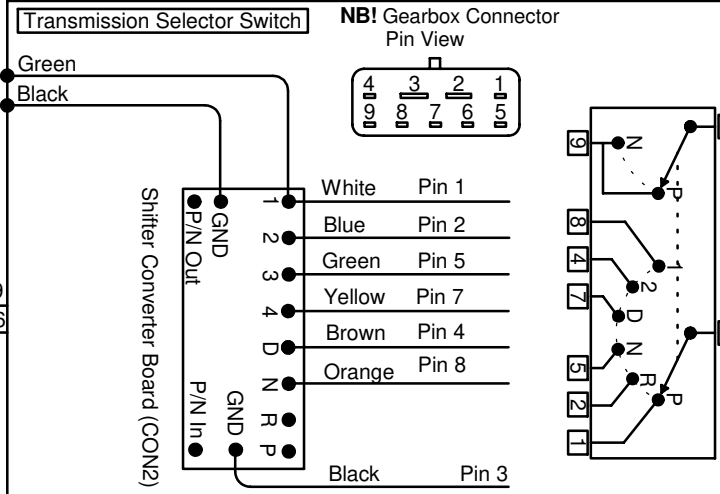 Transmission Selector Switch
NB! Gearbox Connector
Pin View
Green
Black
4 3 2 1
9 8 7 6 5
Shifter Converter Board (CON2)
P/N Out
GND
P/N In
GND
1
2
3
4
D
N
R
P
White Pin 1
Blue Pin 2
Green Pin 5
Yellow Pin 7
Brown Pin 4
Orange Pin 8
Black Pin 3
9
8
4
7
5
2
1
N
P
1
2
D
N
R
P